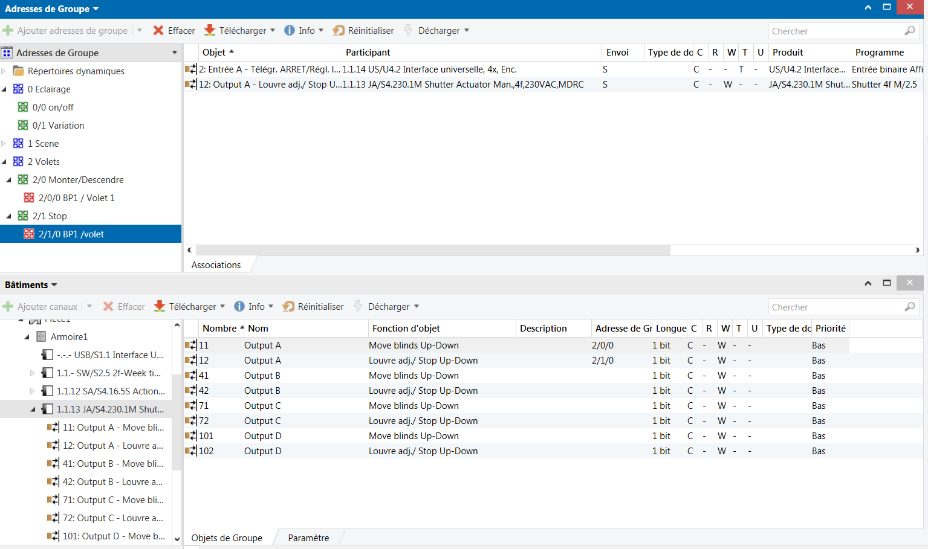 Adresses de Groupe
Ajouter adresses de groupe Effacer Télécharger Info Réinitialiser Décharger Chercher
Adresses de Groupe
Répertoires dynamiques
0 Eclairage
0/0 on/off
0/1 Variation
1 Scene
2 Volets
2/0 Monter/Descendre
2/0/0 BP1 / Volet 1
2/1 Stop
2/1/0 BP1 /volet
Objet Participant Envoi Type de dc C R W T U Produit Programme
2: Entrée A - Télégr. ARRET/Régl. l... 1.1.14 US/U4.2 Interface universelle, 4x, Enc. S C - - T - US/U4.2 Interface... Entrée binaire Affi
12: Output A - Louvre adj./ Stop U... 1.1.13 JA/S4.230.1M Shutter Actuator Man.,4f,230VAC,MDRC S C - W - - JA/S4.230.1M Shut... Shutter 4f M/2.5
Associations
Bâtiments
Ajouter canaux Effacer Télécharger Info Réinitialiser Décharger Chercher
Armoire1
-.-.- USB/S1.1 Interface U...
1.1.- SW/S2.5 2f-Week ti...
1.1.12 SA/S4.16.5S Action...
1.1.13 JA/S4.230.1M Shut...
11: Output A - Move bli...
12: Output A - Louvre a...
41: Output B - Move bli...
42: Output B - Louvre a...
71: Output C - Move bli...
72: Output C - Louvre a...
101: Output D - Move b...
Nombre Nom Fonction d'objet Description Adresse de Gr Longue C R W T U Type de dc Priorité
11 Output A Move blinds Up-Down 2/0/0 1 bit C - W - - Bas
12 Output A Louvre adj./ Stop Up-Down 2/1/0 1 bit C - W - - Bas
41 Output B Move blinds Up-Down 1 bit C - W - - Bas
42 Output B Louvre adj./ Stop Up-Down 1 bit C - W - - Bas
71 Output C Move blinds Up-Down 1 bit C - W - - Bas
72 Output C Louvre adj./ Stop Up-Down 1 bit C - W - - Bas
101 Output D Move blinds Up-Down 1 bit C - W - - Bas
102 Output D Louvre adj./ Stop Up-Down 1 bit C - W - - Bas
Objets de Groupe Paramètre